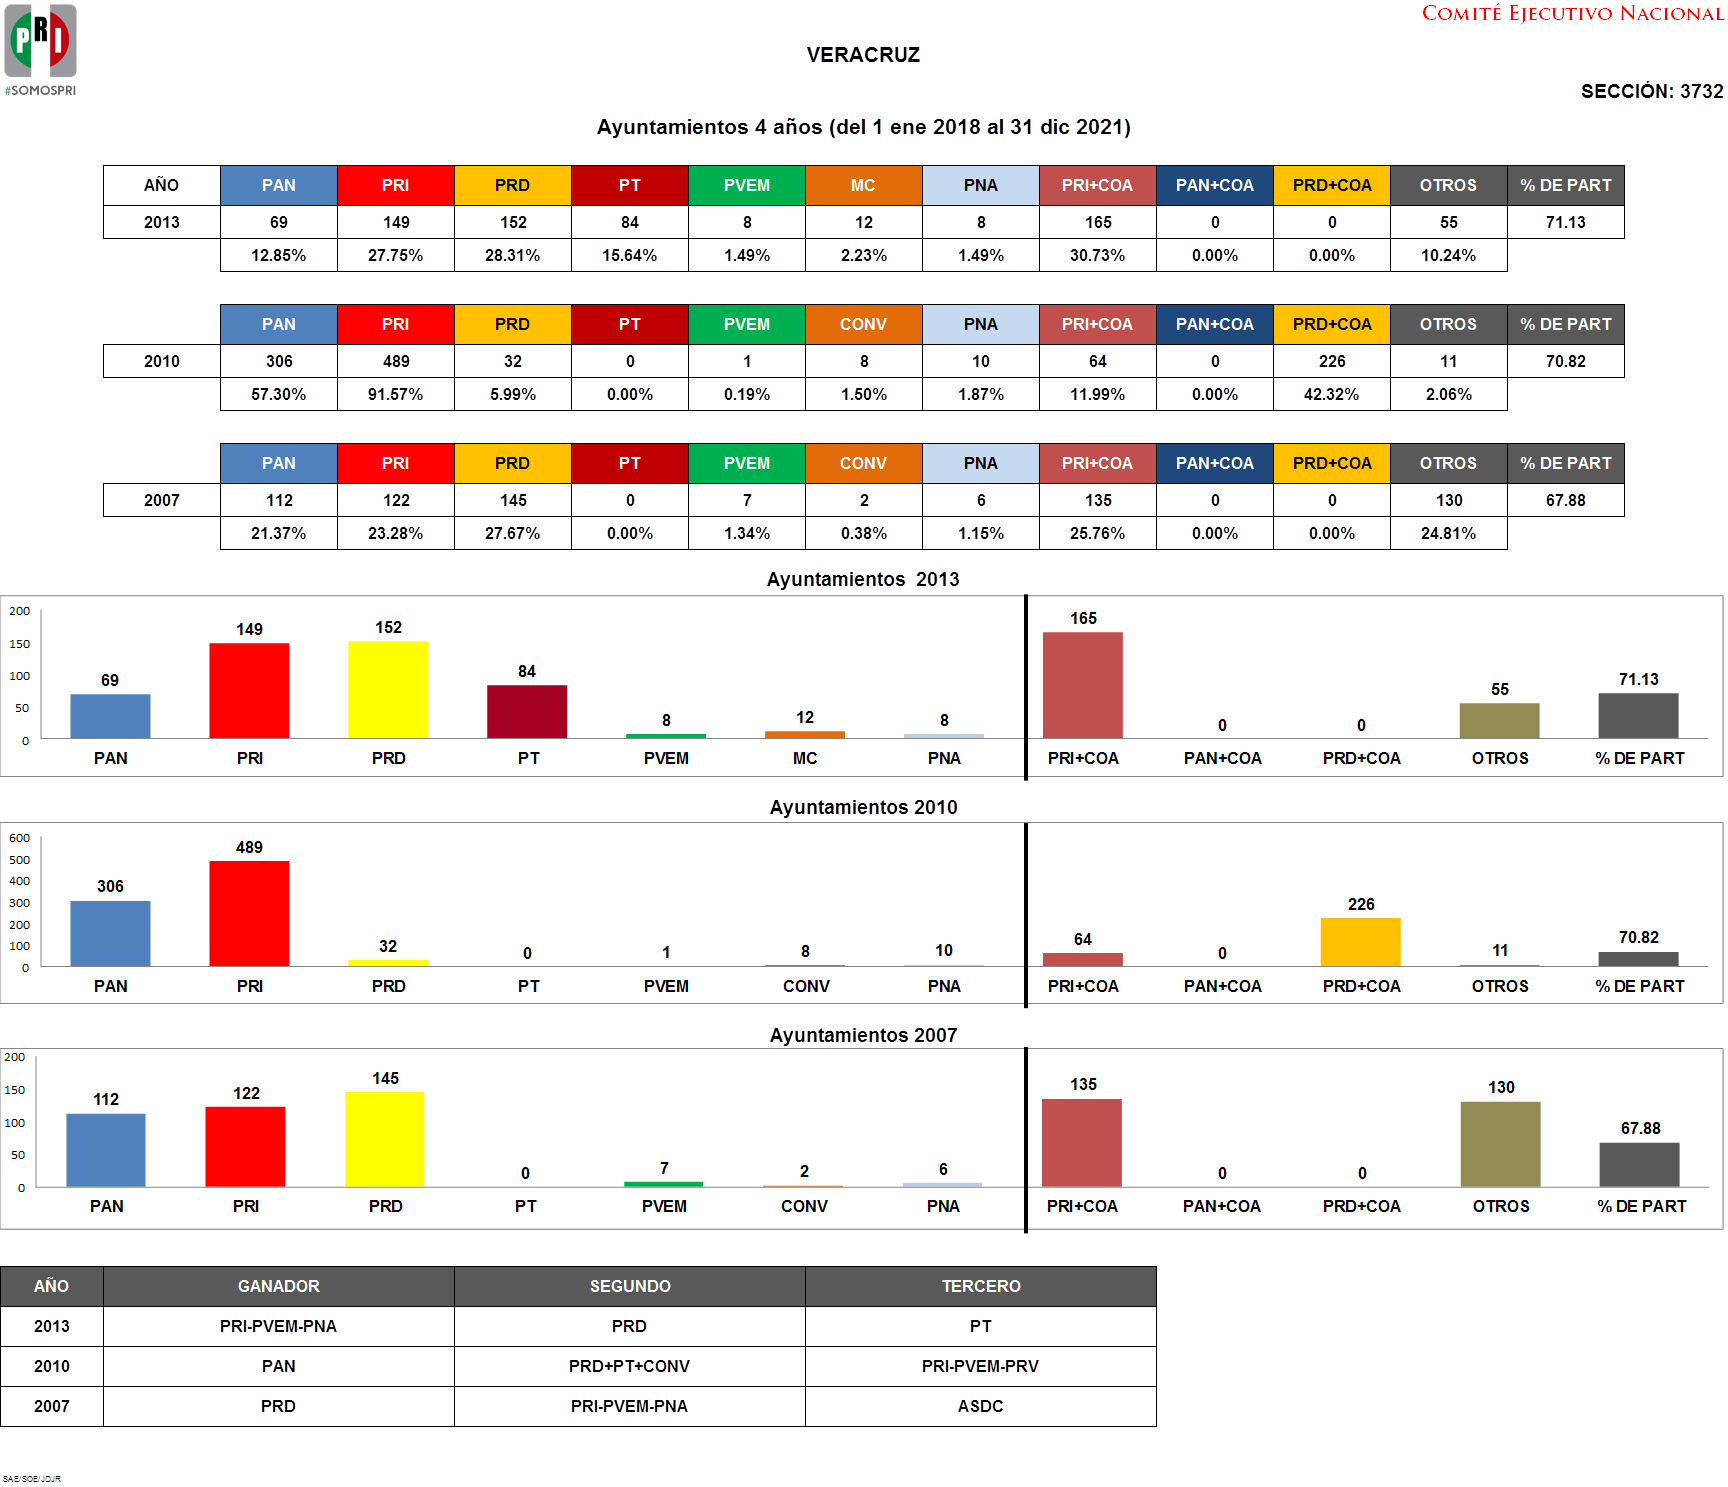 PRI
#SOMOSPRI
COMITÉ EJECUTIVO NACIONAL
VERACRUZ
SECCIÓN: 3732
Ayuntamientos 4 años (del 1 ene 2018 al 31 dic 2021)
AÑO PAN PRI PRD PT PVEM MC PNA PRI+COA PAN+COA PRD+COA OTROS % DE PART
2013 69 149 152 84 8 12 8 165 0 0 55 71.13
12.85% 27.75% 28.31% 15.64% 1.49% 2.23% 1.49% 30.73% 0.00% 0.00% 10.24%
PAN PRI PRD PT PVEM CONV PNA PRI+COA PAN+COA PRD+COA OTROS % DE PART
2010 306 489 32 0 1 8 10 64 0 226 11 70.82
57.30% 91.57% 5.99% 0.00% 0.19% 1.50% 1.87% 11.99% 0.00% 42.32% 2.06%
PAN PRI PRD PT PVEM CONV PNA PRI+COA PAN+COA PRD+COA OTROS % DE PART
2007 112 122 145 0 7 2 6 135 0 0 130 67.88
21.37% 23.28% 27.67% 0.00% 1.34% 0.38% 1.15% 25.76% 0.00% 0.00% 24.81%
Ayuntamientos 2013
200
150
100
50
0
69 149 152 84 8 12 8 165 0 0 55 71.13
PAN PRI PRD PT PVEM MC PNA PRI+COA PAN+COA PRD+COA OTROS % DE PART
Ayuntamientos 2010
600
500
400
300
200
100
0
306 489 32 0 1 8 10 64 0 226 11 70.82
PAN PRI PRD PT PVEM CONV PNA PRI+COA PAN+COA PRD+COA OTROS % DE PART
Ayuntamientos 2007
200
150
100
50
0
112 122 145 0 7 2 6 135 0 0 130 67.88
PAN PRI PRD PT PVEM CONV PNA PRI+COA PAN+COA PRD+COA OTROS % DE PART
AÑO GANADOR SEGUNDO TERCERO
2013 PRI-PVEM-PNA PRD PT
2010 PAN PRD+PT+CONV PRI-PVEM-PRV
2007 PRD PRI-PVEM-PNA ASDC
SAE/SOE/JDJR